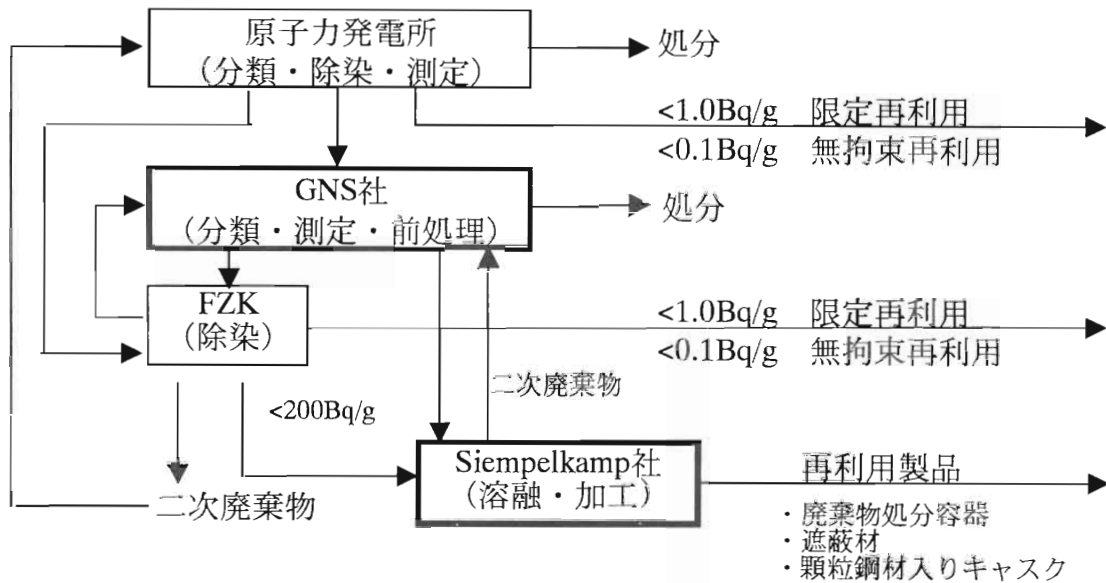 原子力発電所
（分類・除染・測定）
処分
<1.0Bq/g 限定再利用
<0.1Bq/g 無拘束再利用
GNS社
（分類・測定・前処理）
処分
FZK
（除染）
<1.0Bq/g 限定再利用
<0.1Bq/g 無拘束再利用
二次廃棄物
<200Bq/g
Siempelkamp社
（溶融・加工）
再利用製品
二次廃棄物
・廃棄物処分容器
・遮蔽材
・顆粒鋼材入りキャスク